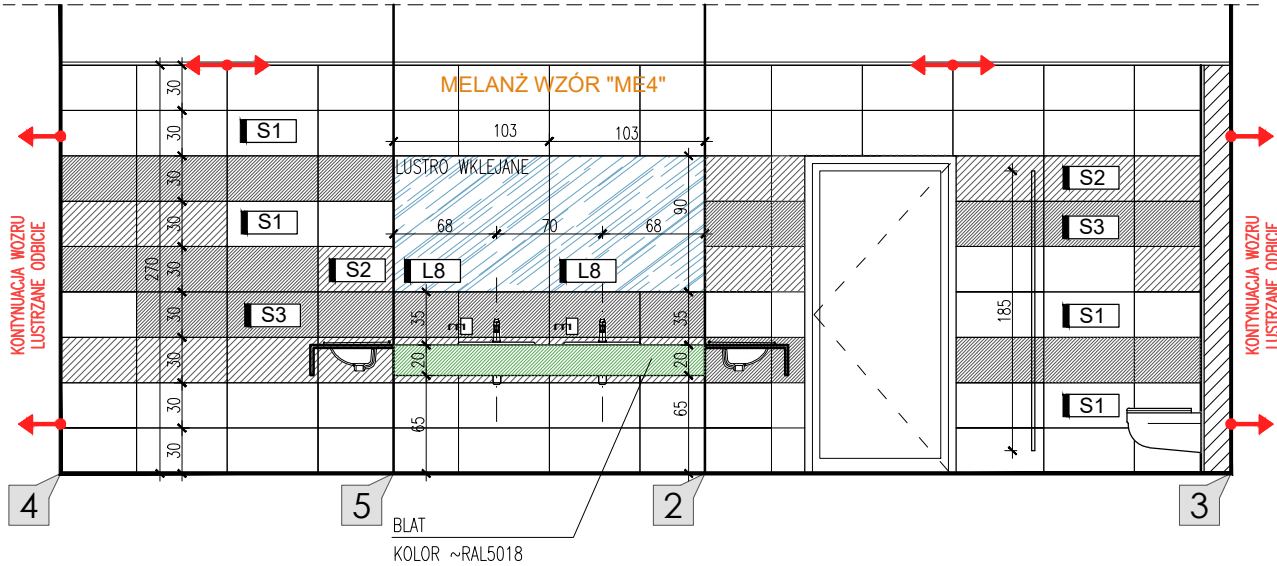 MELANŻ WZÓR "ME4"
30
30
30
30
30
30
30
30
30
270
103
103
S1
LUSTRO WKLEJANE
S2
90
S1
68
70
68
S3
S2
L8
L8
S3
35
35
185
S1
20
20
65
65
S1
KONTYNUACJA WOZRU
LUSTRZANE ODBICIE
KONTYNUACJA WOZRU
LUSTRZANE ODBICIE
4
5
2
3
BLAT
KOLOR ~RAL5018